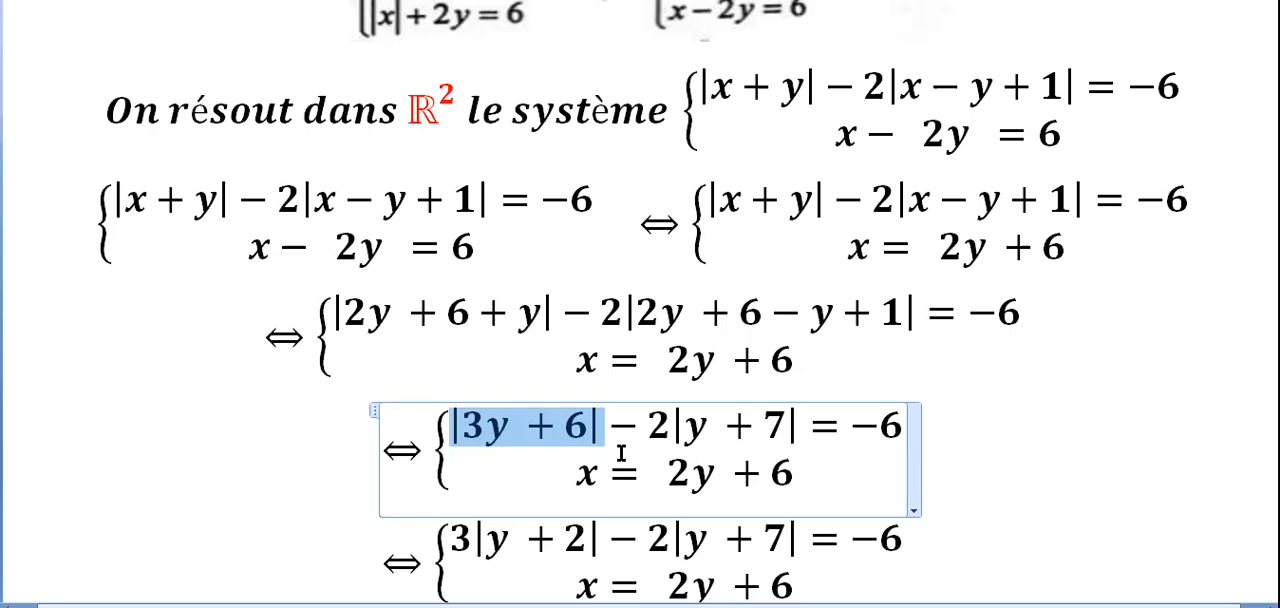 |x|+2y=6 x−2y=6
On résout dans ℝ² le système { |x + y| − 2|x − y + 1| = −6
x − 2y = 6
{ |x + y| − 2|x − y + 1| = −6 ⇔ { |x + y| − 2|x − y + 1| = −6
x − 2y = 6 x = 2y + 6
⇔ { |2y + 6 + y| − 2|2y + 6 − y + 1| = −6
x = 2y + 6
⇔ { |3y + 6| − 2|y + 7| = −6
x = 2y + 6
⇔ { 3|y + 2| − 2|y + 7| = −6
x = 2y + 6